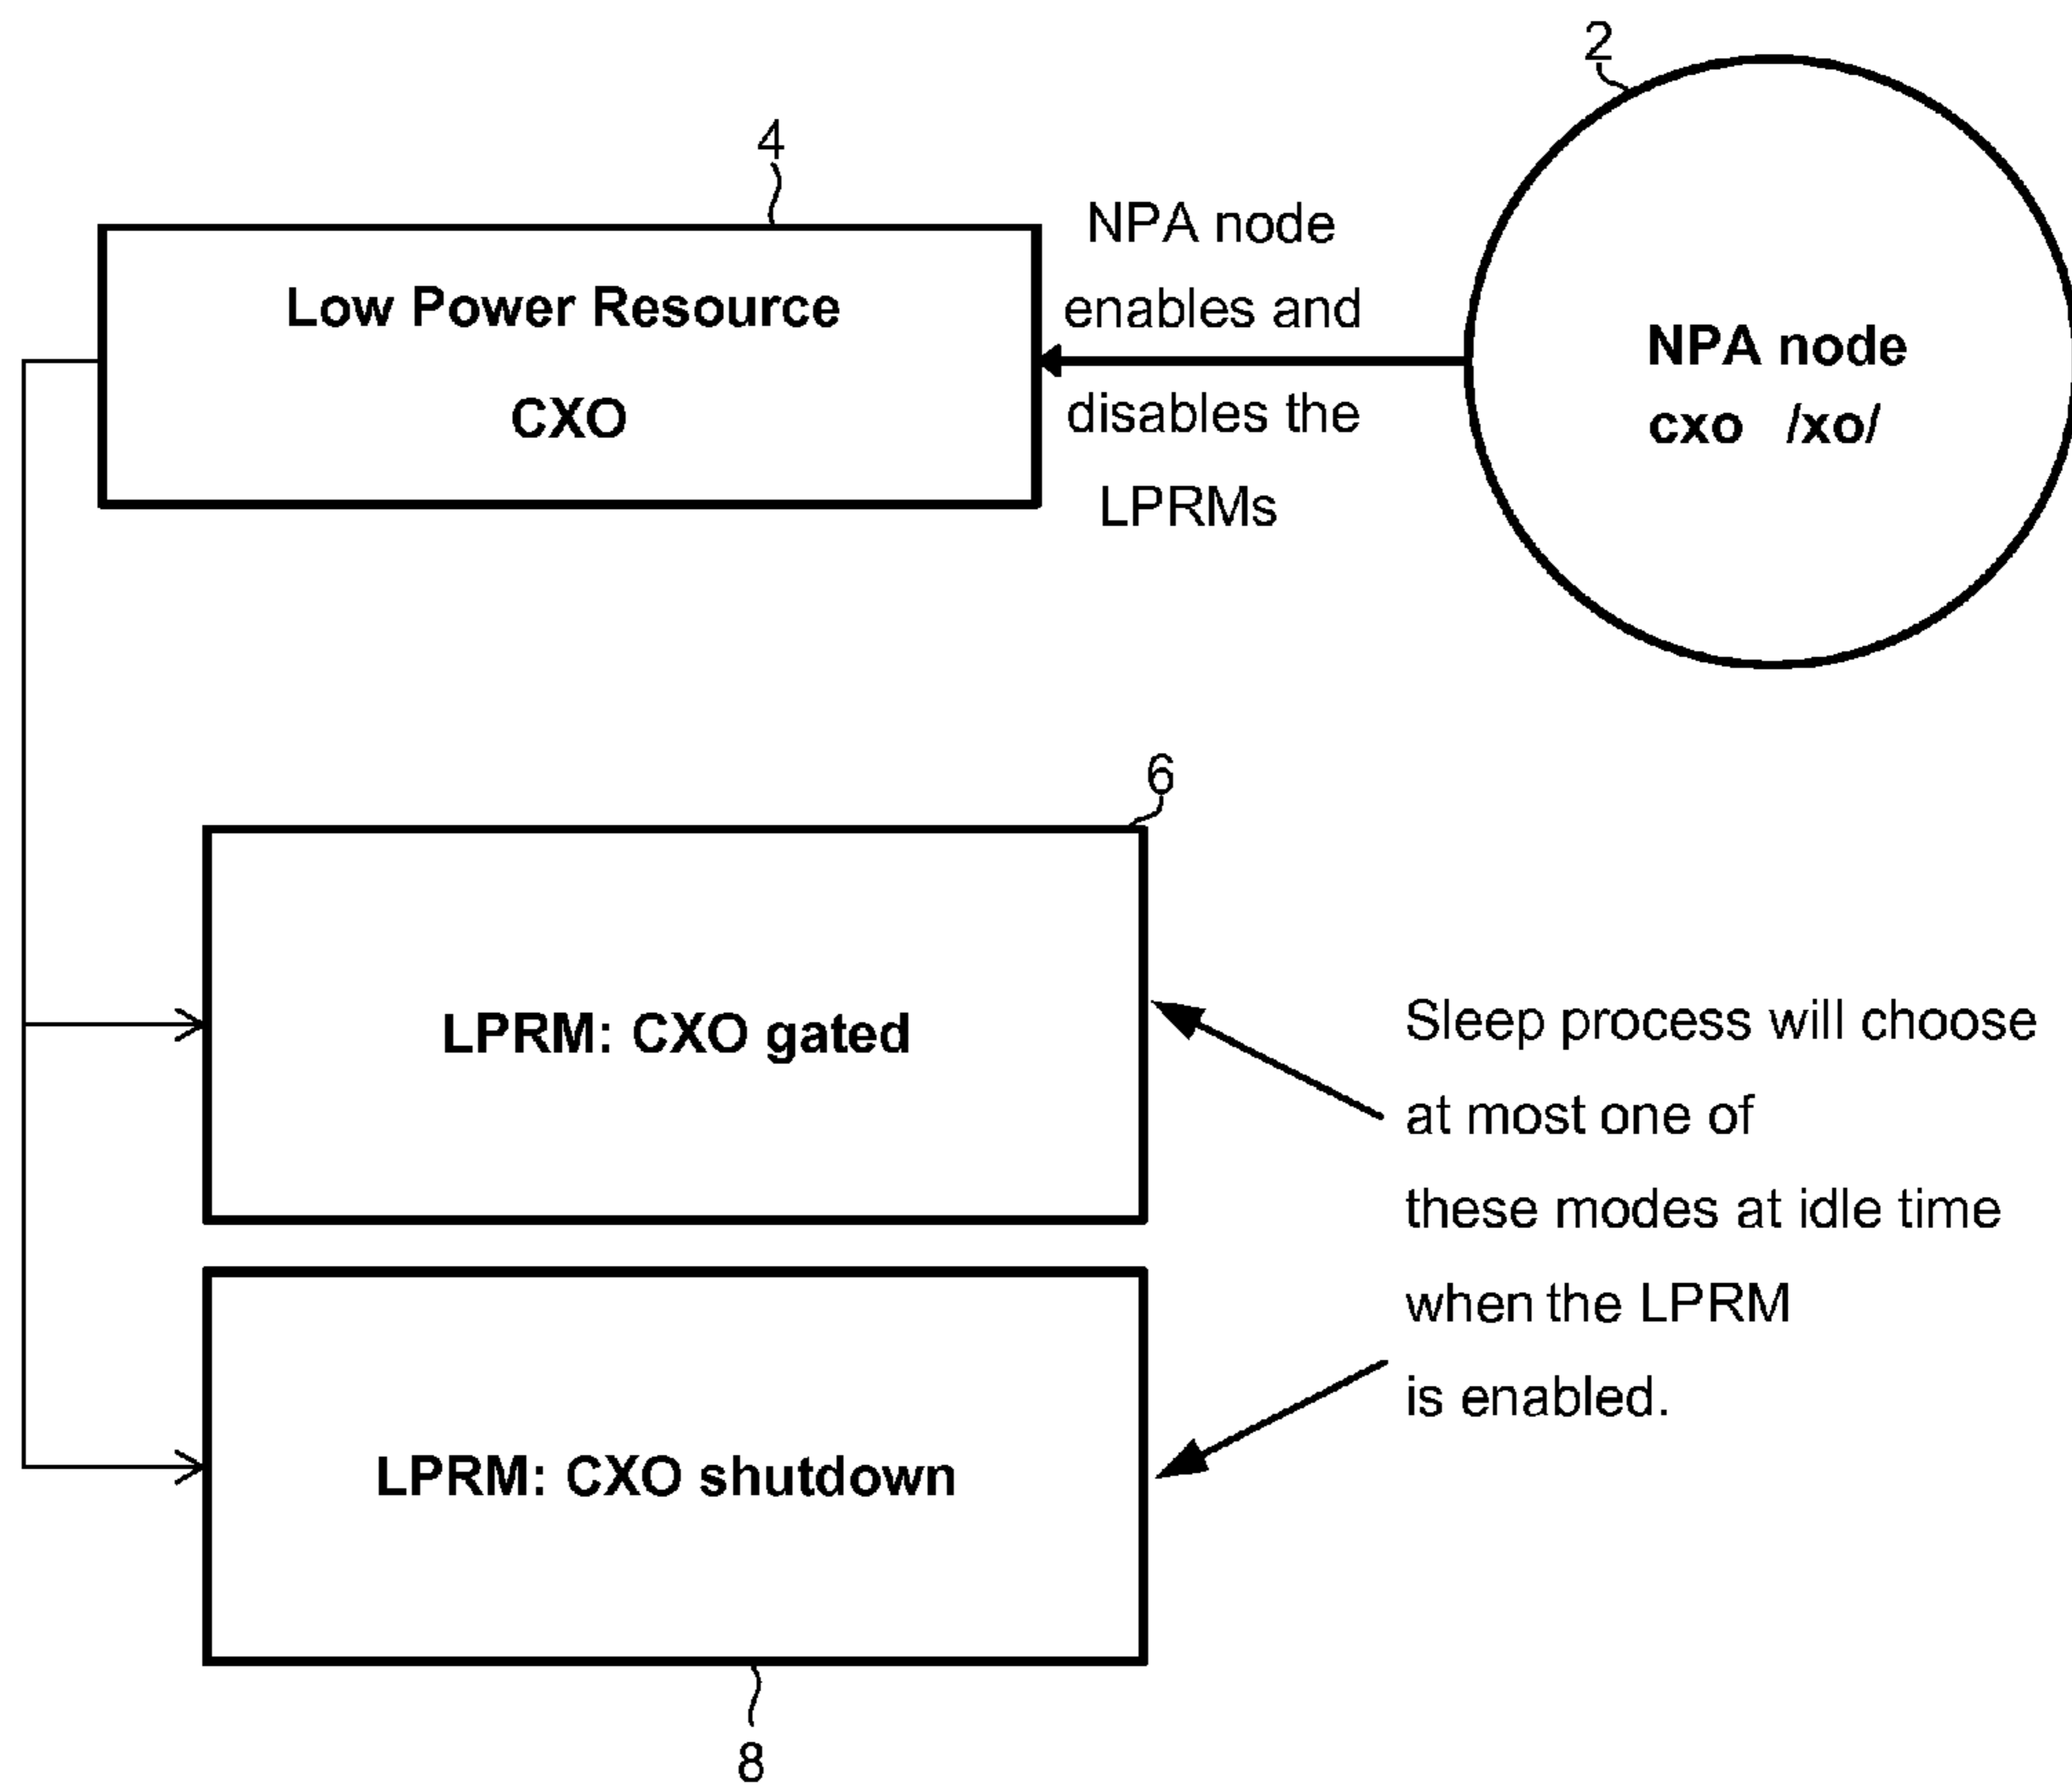 2
4
NPA node
enables and
disables the
LPRMs
Low Power Resource
CXO
NPA node
cxo /xo/
6
LPRM: CXO gated
Sleep process will choose
at most one of
these modes at idle time
when the LPRM
is enabled.
LPRM: CXO shutdown
8